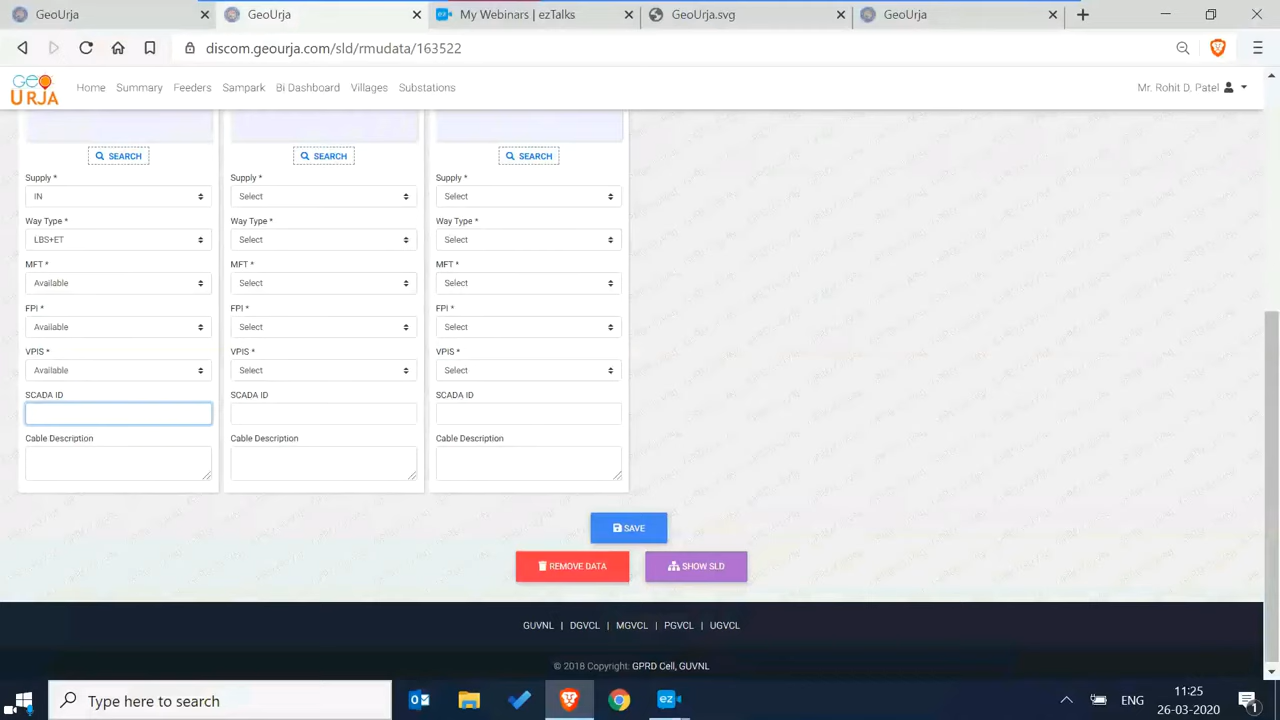 GeoUrja
GeoUrja
My Webinars | ezTalks
GeoUrja.svg
GeoUrja
discom.geourja.com/sld/rmudata/163522
GEO URJA
Home Summary Feeders Sampark Bi Dashboard Villages Substations
Mr. Rohit D. Patel
SEARCH SEARCH SEARCH
Supply * Supply * Supply *
IN Select Select
Way Type * Way Type * Way Type *
LBS+ET Select Select
MFT * MFT * MFT *
Available Select Select
FPI * FPI * FPI *
Available Select Select
VPIS * VPIS * VPIS *
Available Select Select
SCADA ID SCADA ID SCADA ID
Cable Description Cable Description Cable Description
SAVE
REMOVE DATA SHOW SLD
GUVNL | DGVCL | MGVCL | PGVCL | UGVCL
© 2018 Copyright: GPRD Cell, GUVNL
Type here to search
ez
ENG
11:25
26-03-2020
1